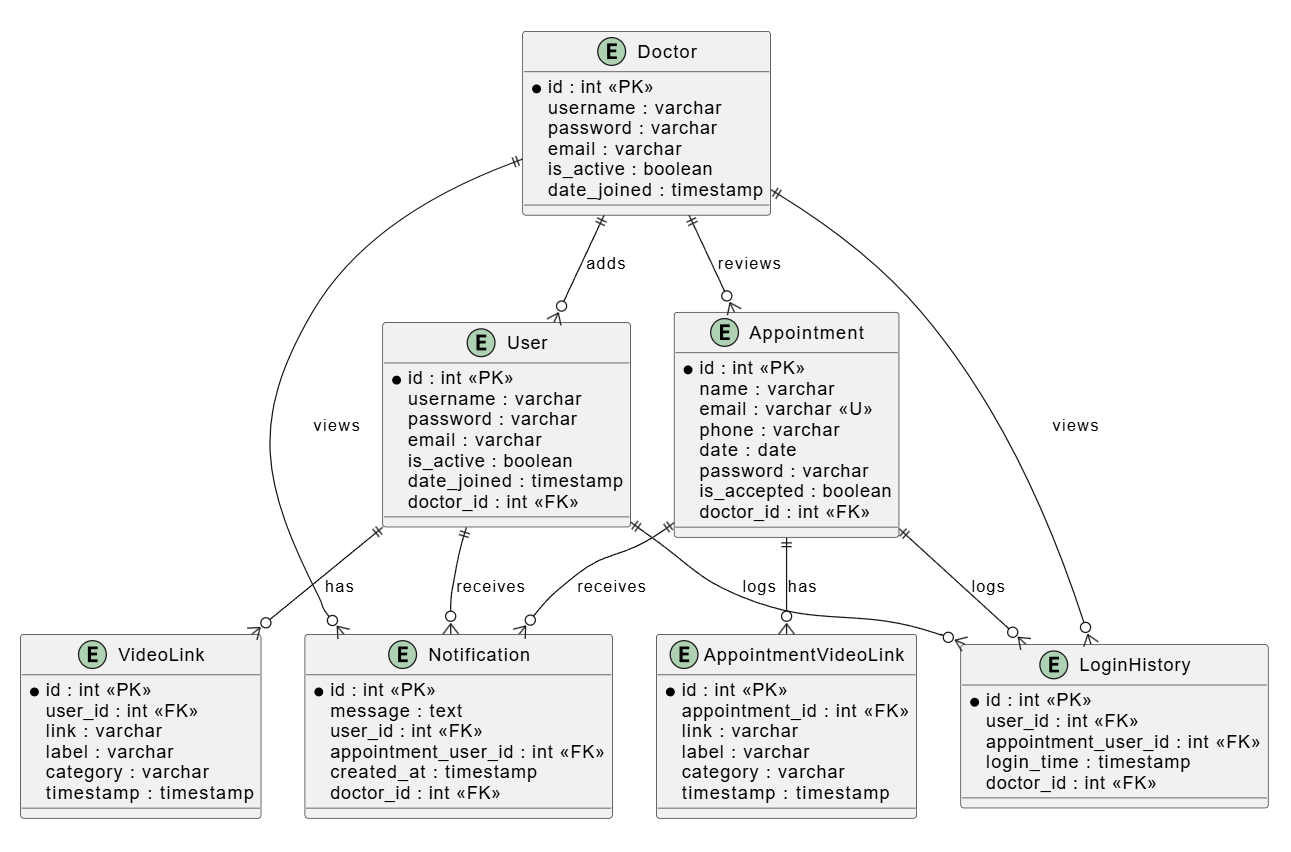 E Doctor
id : int «PK»
username : varchar
password : varchar
email : varchar
is_active : boolean
date_joined : timestamp
adds
reviews
views
views
E User
id : int «PK»
username : varchar
password : varchar
email : varchar
is_active : boolean
date_joined : timestamp
doctor_id : int «FK»
E Appointment
id : int «PK»
name : varchar
email : varchar «U»
phone : varchar
date : date
password : varchar
is_accepted : boolean
doctor_id : int «FK»
has
receives
receives
logs
has
logs
E VideoLink
id : int «PK»
user_id : int «FK»
link : varchar
label : varchar
category : varchar
timestamp : timestamp
E Notification
id : int «PK»
message : text
user_id : int «FK»
appointment_user_id : int «FK»
created_at : timestamp
doctor_id : int «FK»
E AppointmentVideoLink
id : int «PK»
appointment_id : int «FK»
link : varchar
label : varchar
category : varchar
timestamp : timestamp
E LoginHistory
id : int «PK»
user_id : int «FK»
appointment_user_id : int «FK»
login_time : timestamp
doctor_id : int «FK»